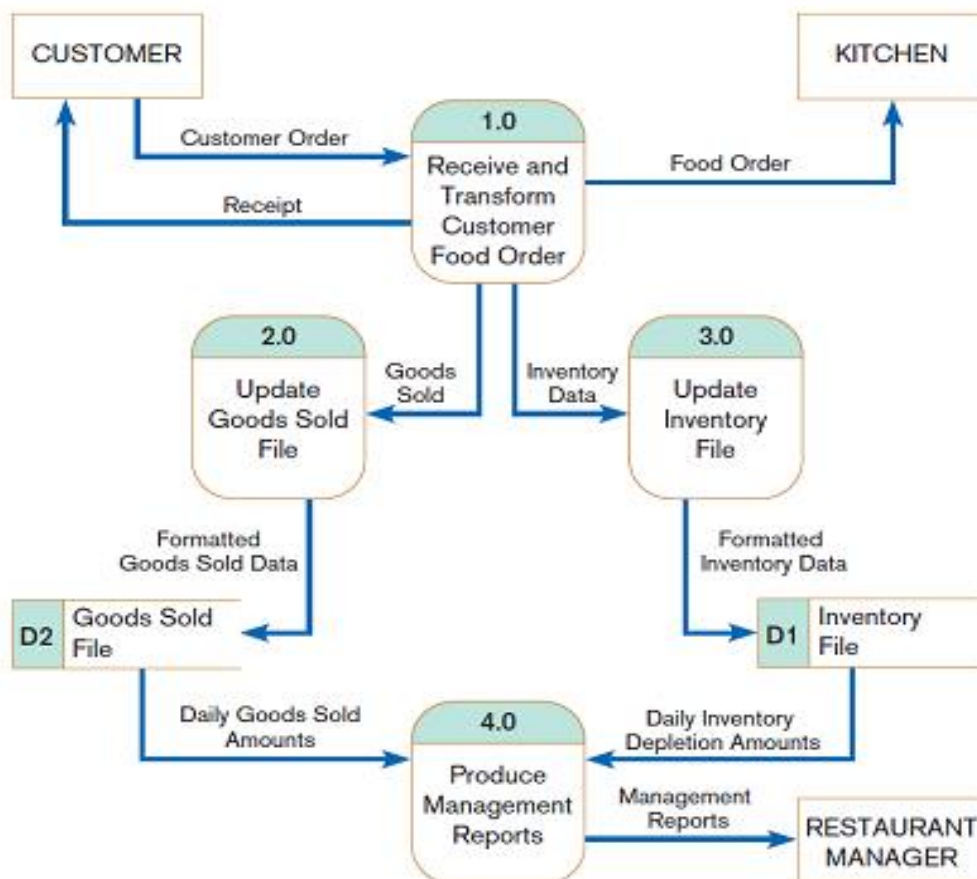 CUSTOMER
KITCHEN
1.0
Customer Order
Receive and
Transform
Customer
Food Order
Food Order
Receipt
2.0
Update
Goods Sold
File
Goods
Sold
Inventory
Data
3.0
Update
Inventory
File
Formatted
Goods Sold Data
Formatted
Inventory Data
D2
Goods Sold
File
D1
Inventory
File
Daily Goods Sold
Amounts
4.0
Produce
Management
Reports
Daily Inventory
Depletion Amounts
Management
Reports
RESTAURANT
MANAGER